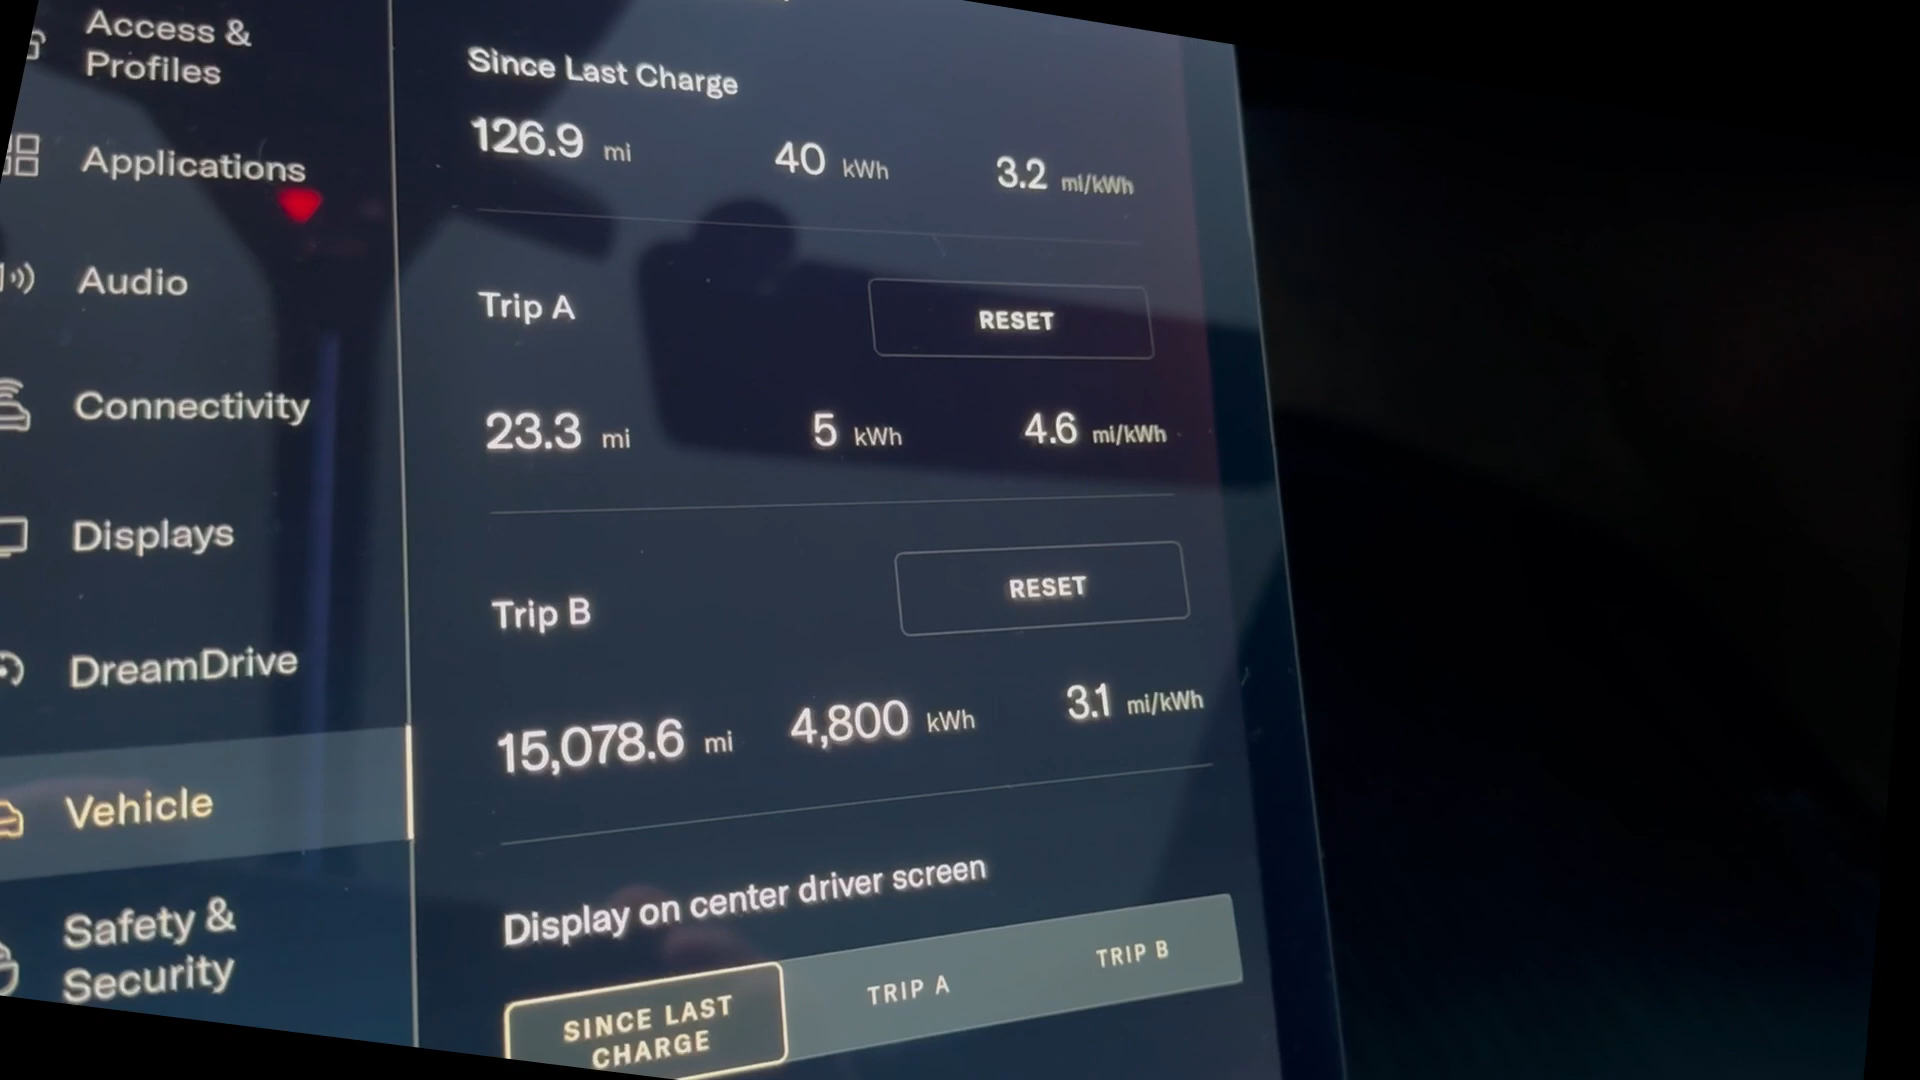 Access &
Profiles
Applications
Audio
Connectivity
Displays
DreamDrive
Vehicle
Safety &
Security
Since Last Charge
126.9 mi 40 kWh 3.2 mi/kWh
Trip A RESET
23.3 mi 5 kWh 4.6 mi/kWh
Trip B RESET
15,078.6 mi 4,800 kWh 3.1 mi/kWh
Display on center driver screen
SINCE LAST
CHARGE
TRIP A
TRIP B